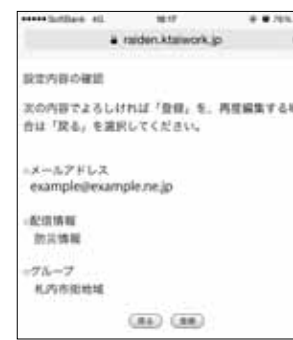 SoftBank 4G 16:17 76%
raiden.ktaiwork.jp
設定内容の確認
次の内容でよろしければ「登録」を、再度編集する場
合は「戻る」を選択してください。
○メールアドレス
example@example.ne.jp
○配信情報
防災情報
○グループ
札内市街地域
戻る 登録